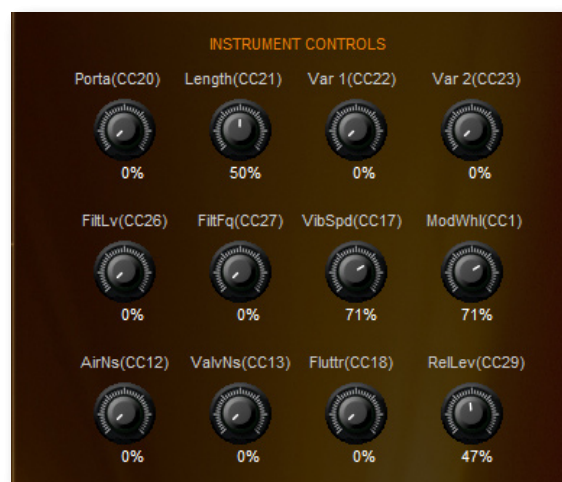 INSTRUMENT CONTROLS
Porta(CC20) Length(CC21) Var 1(CC22) Var 2(CC23)
0% 50% 0% 0%
FiltLv(CC26) FiltFq(CC27) VibSpd(CC17) ModWhl(CC1)
0% 0% 71% 71%
AirNs(CC12) ValvNs(CC13) Fluttr(CC18) RelLev(CC29)
0% 0% 0% 47%